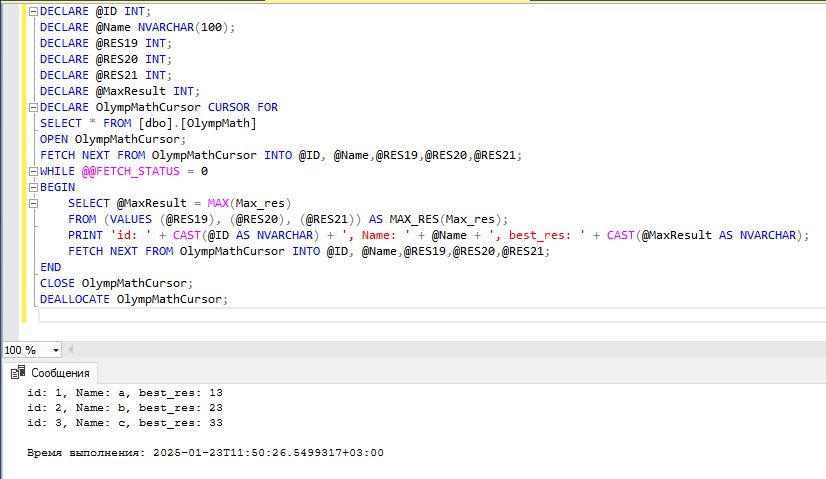 DECLARE @ID INT;
DECLARE @Name NVARCHAR(100);
DECLARE @RES19 INT;
DECLARE @RES20 INT;
DECLARE @RES21 INT;
DECLARE @MaxResult INT;
DECLARE OlympMathCursor CURSOR FOR
SELECT * FROM [dbo].[OlympMath]
OPEN OlympMathCursor;
FETCH NEXT FROM OlympMathCursor INTO @ID, @Name,@RES19,@RES20,@RES21;
WHILE @@FETCH_STATUS = 0
BEGIN
    SELECT @MaxResult = MAX(Max_res)
    FROM (VALUES (@RES19), (@RES20), (@RES21)) AS MAX_RES(Max_res);
    PRINT 'id: ' + CAST(@ID AS NVARCHAR) + ', Name: ' + @Name + ', best_res: ' + CAST(@MaxResult AS NVARCHAR);
    FETCH NEXT FROM OlympMathCursor INTO @ID, @Name,@RES19,@RES20,@RES21;
END
CLOSE OlympMathCursor;
DEALLOCATE OlympMathCursor;
100 %
Сообщения
id: 1, Name: a, best_res: 13
id: 2, Name: b, best_res: 23
id: 3, Name: c, best_res: 33
Время выполнения: 2025-01-23T11:50:26.5499317+03:00